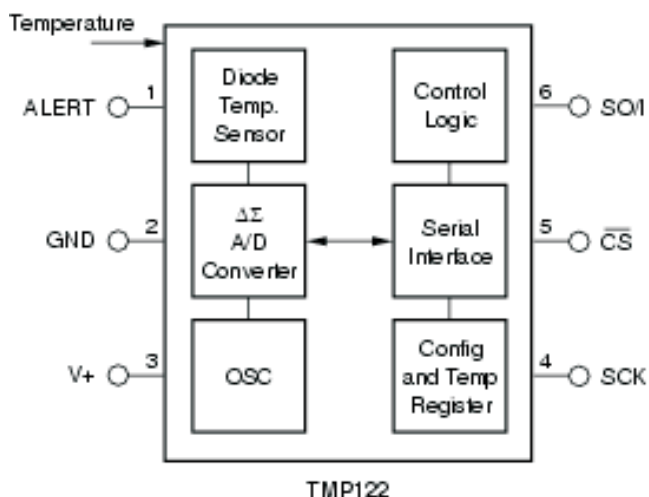 Temperature
ALERT
1
GND
2
V+
3
Diode
Temp.
Sensor
ΔΣ
A/D
Converter
OSC
Control
Logic
Serial
Interface
Config
and Temp
Register
6
SO/I
5
C̅S̅
4
SCK
TMP122